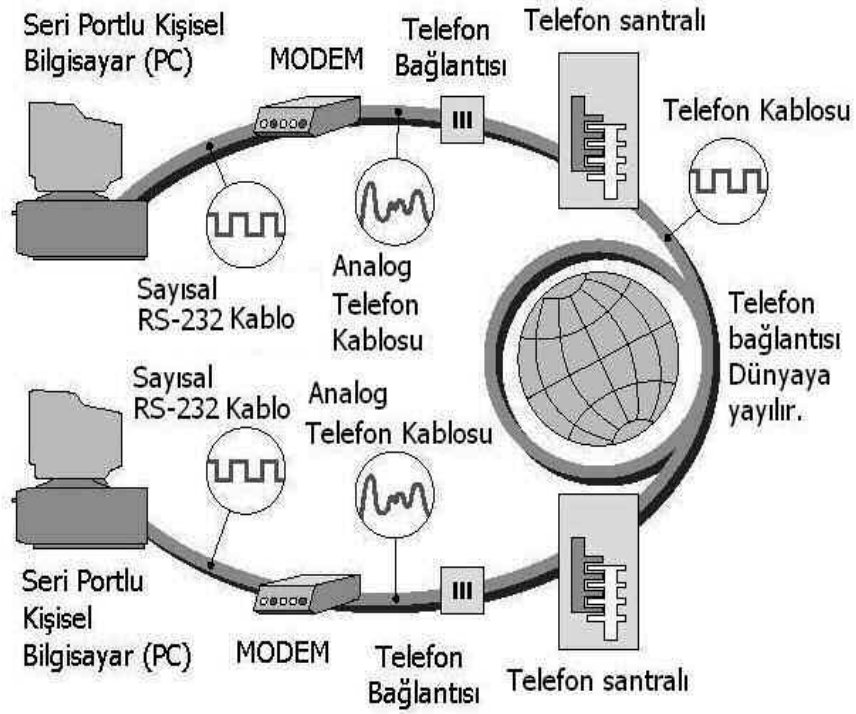 Seri Portlu Kişisel
Bilgisayar (PC)
MODEM
Telefon
Bağlantısı
Telefon santralı
Telefon Kablosu
Sayısal
RS-232 Kablo
Analog
Telefon
Kablosu
Telefon
bağlantısı
Dünyaya
yayılır.
Sayısal
RS-232 Kablo
Analog
Telefon Kablosu
Seri Portlu
Kişisel
Bilgisayar (PC)
MODEM
Telefon
Bağlantısı
Telefon santralı